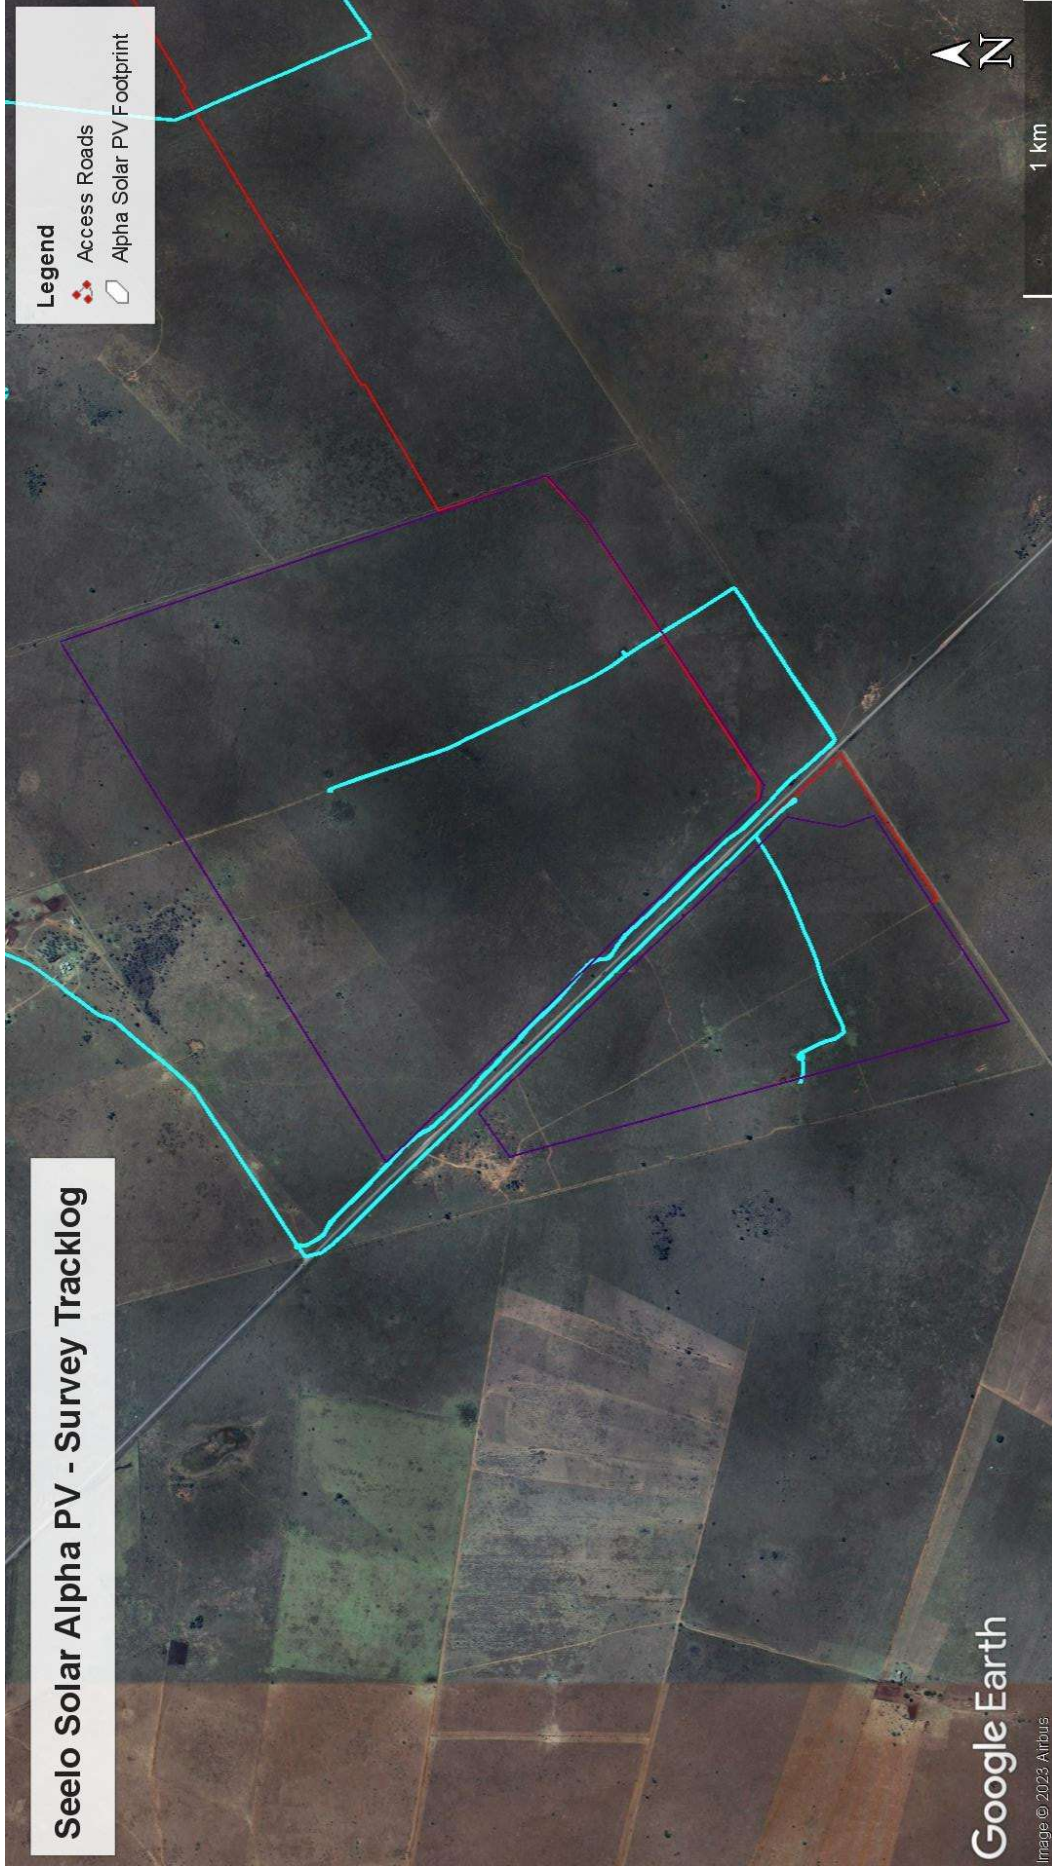 Seelo Solar Alpha PV - Survey Tracklog
Legend
Access Roads
Alpha Solar PV Footprint
N
1 km
Google Earth
Image © 2023 Airbus